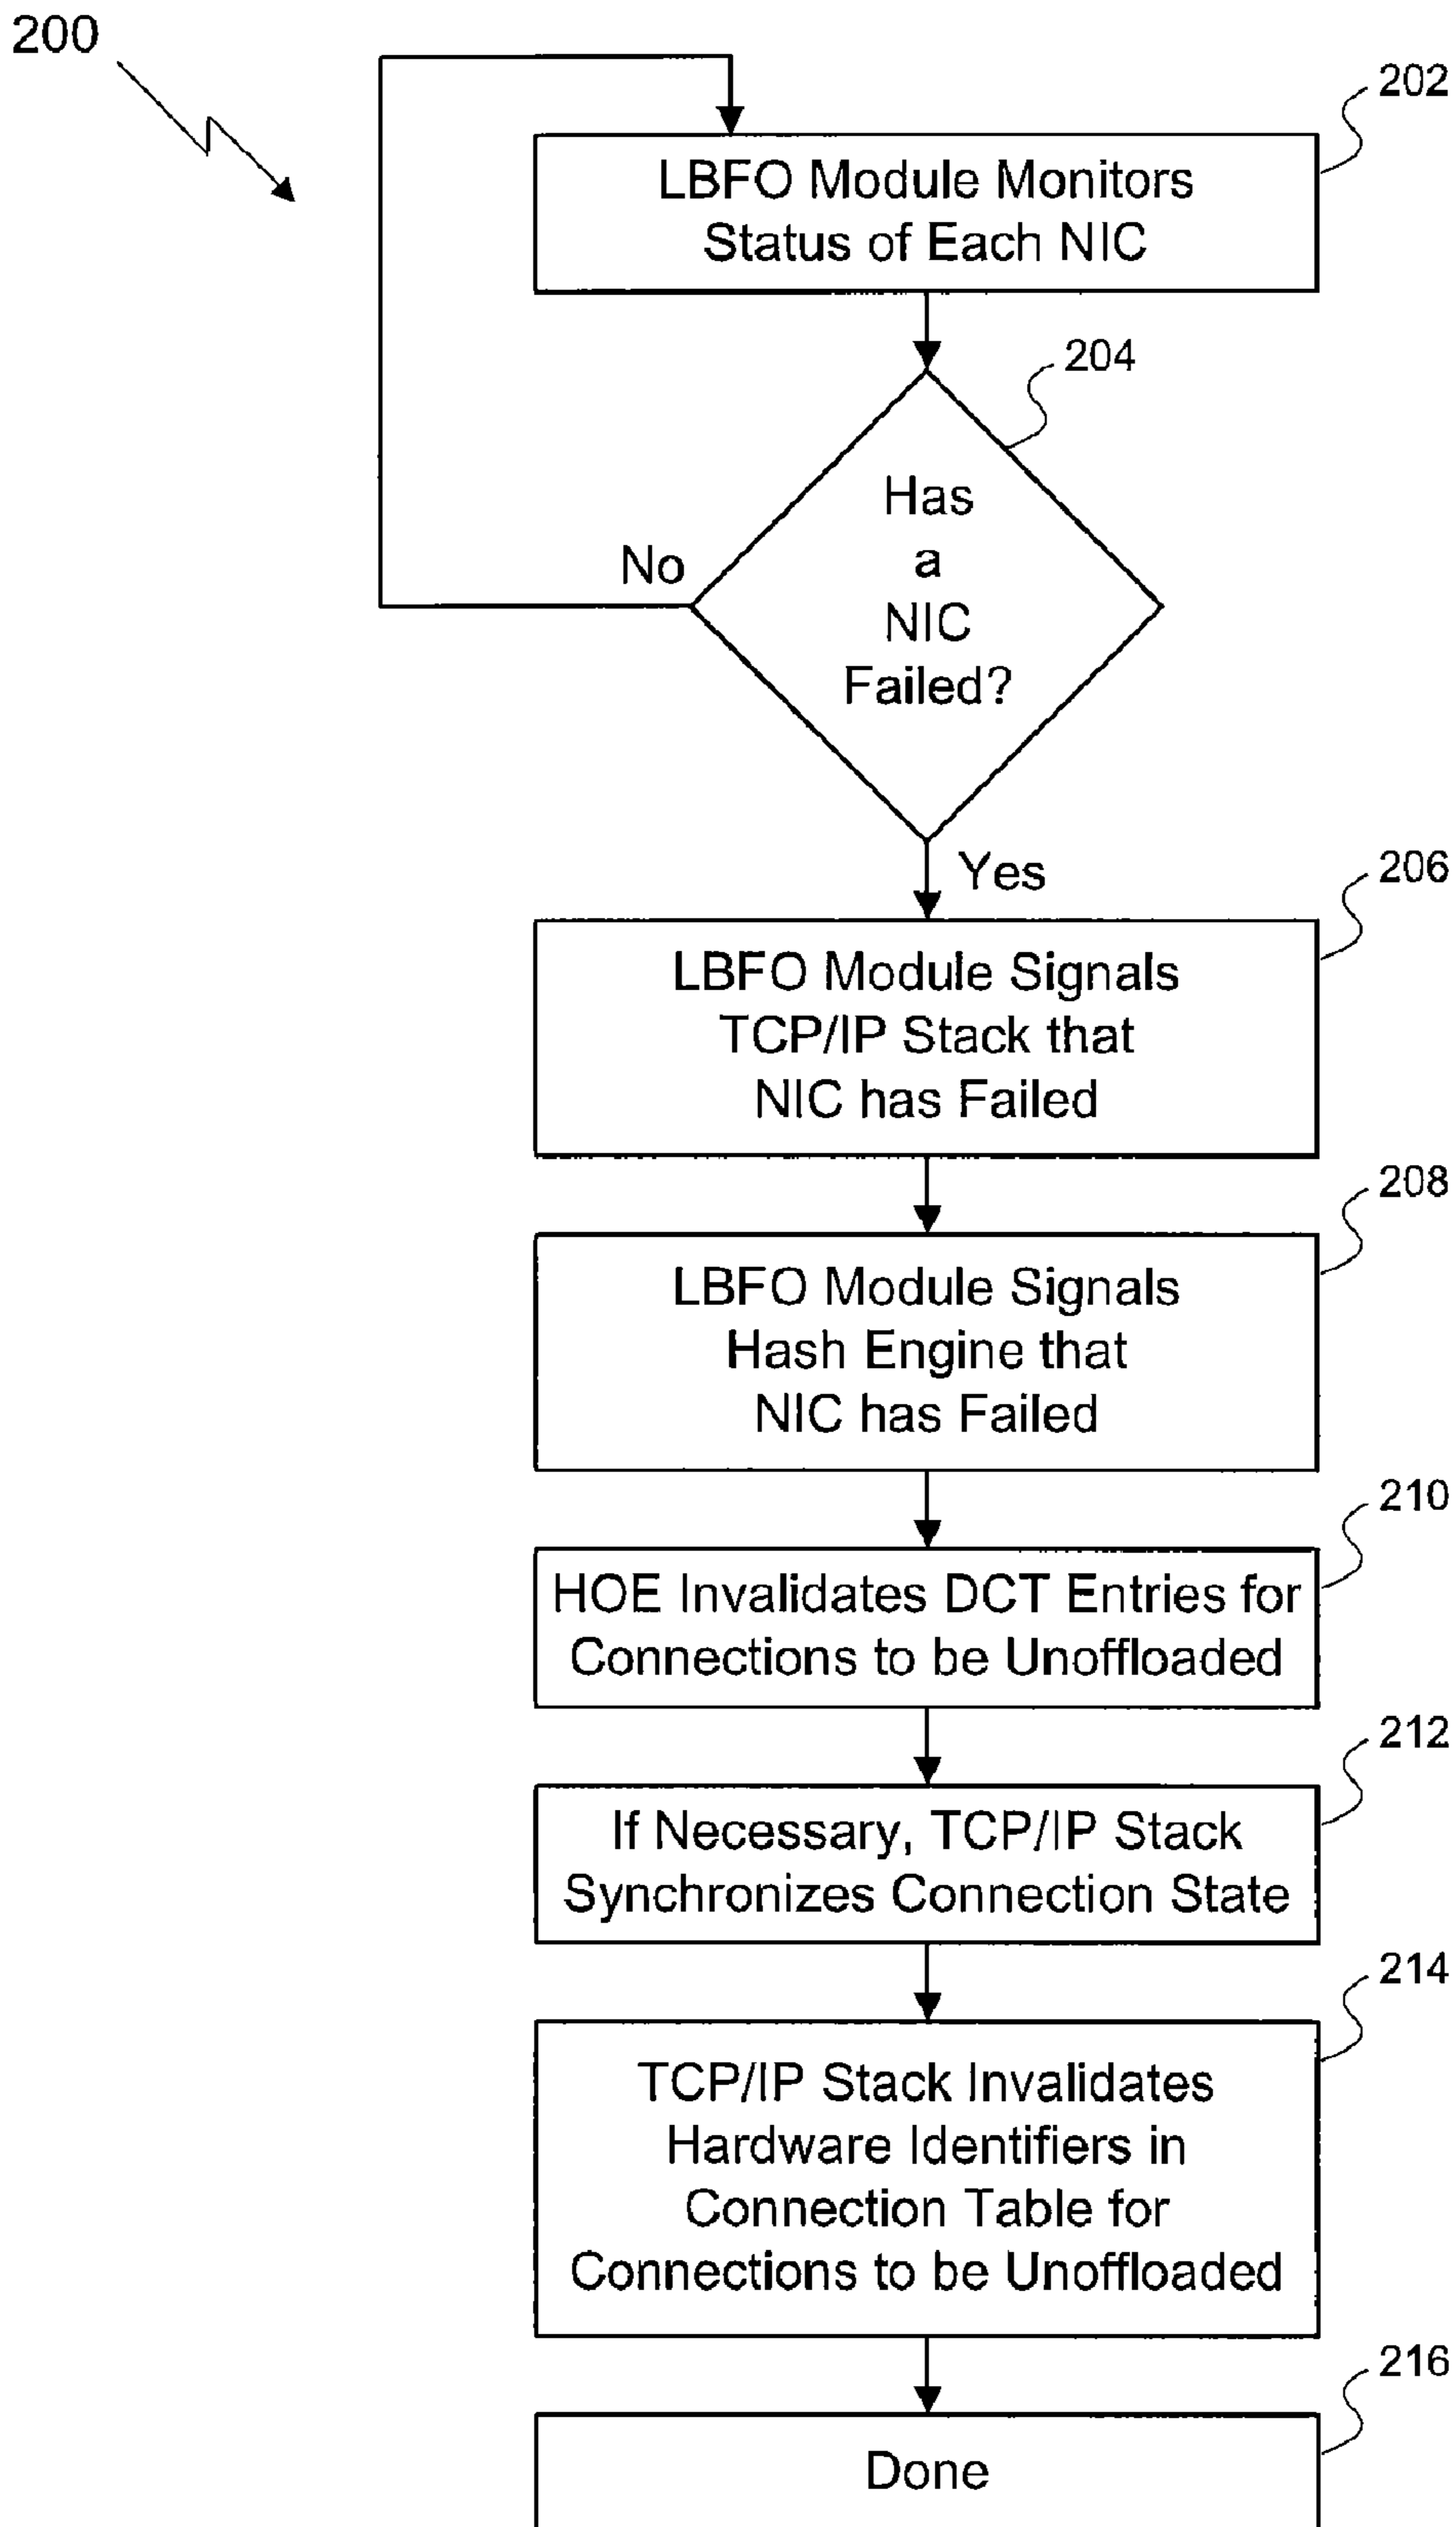 200
202
LBFO Module Monitors
Status of Each NIC
204
Has
a
NIC
Failed?
No
Yes
206
LBFO Module Signals
TCP/IP Stack that
NIC has Failed
208
LBFO Module Signals
Hash Engine that
NIC has Failed
210
HOE Invalidates DCT Entries for
Connections to be Unoffloaded
212
If Necessary, TCP/IP Stack
Synchronizes Connection State
214
TCP/IP Stack Invalidates
Hardware Identifiers in
Connection Table for
Connections to be Unoffloaded
216
Done